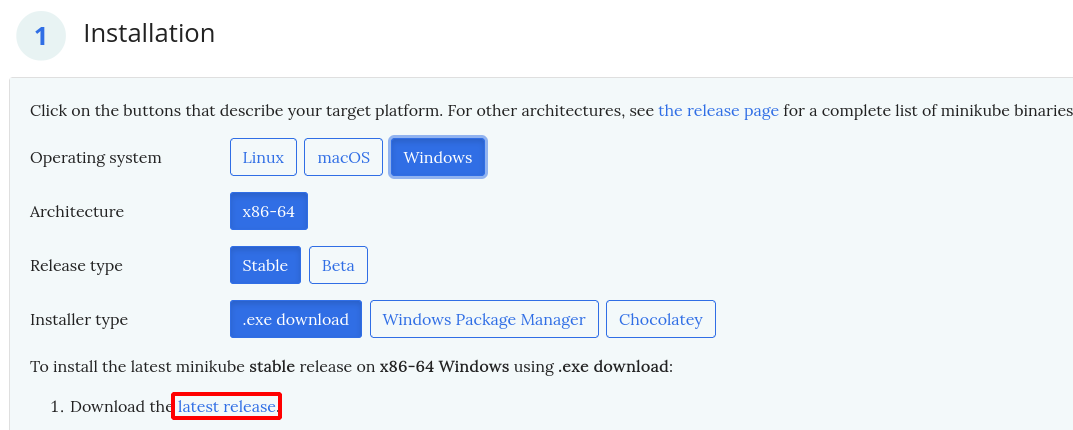 1 Installation
Click on the buttons that describe your target platform. For other architectures, see the release page for a complete list of minikube binaries
Operating system Linux macOS Windows
Architecture x86-64
Release type Stable Beta
Installer type .exe download Windows Package Manager Chocolatey
To install the latest minikube stable release on x86-64 Windows using .exe download:
1. Download the latest release.